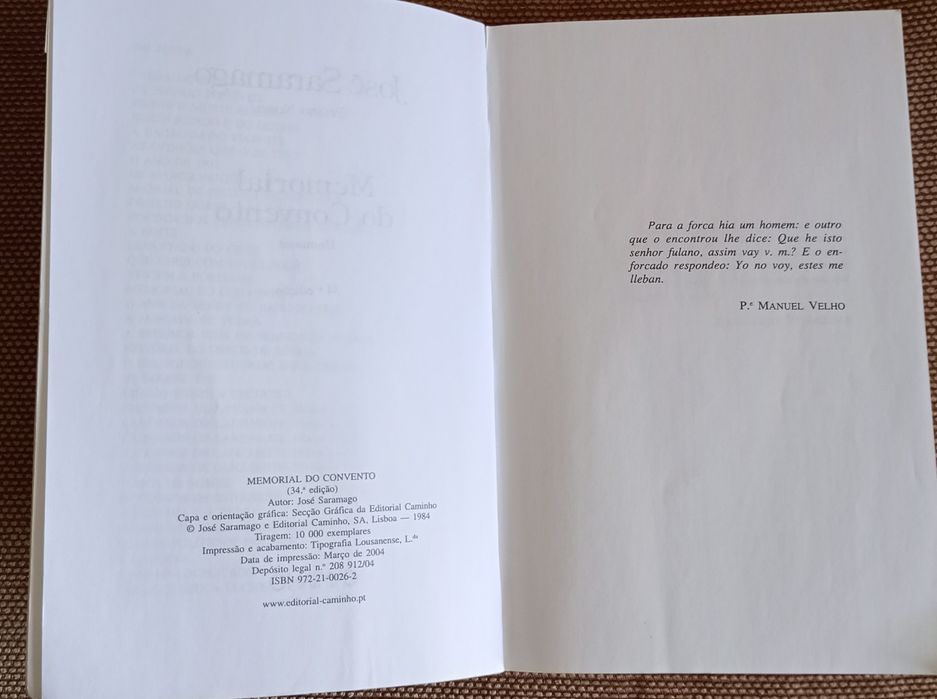 MEMORIAL DO CONVENTO
(34.ª edição)
Autor: José Saramago
Capa e orientação gráfica: Secção Gráfica da Editorial Caminho
© José Saramago e Editorial Caminho, SA, Lisboa — 1984
Tiragem: 10 000 exemplares
Impressão e acabamento: Tipografia Lousanense, L.da
Data de impressão: Março de 2004
Depósito legal n.º 208 912/04
ISBN 972-21-0026-2
www.editorial-caminho.pt
Para a forca hia um homem: e outro
que o encontrou lhe dice: Que he isto
senhor fulano, assim vay v. m.? E o en-
forcado respondeo: Yo no voy, estes me
lleban.
P.e MANUEL VELHO